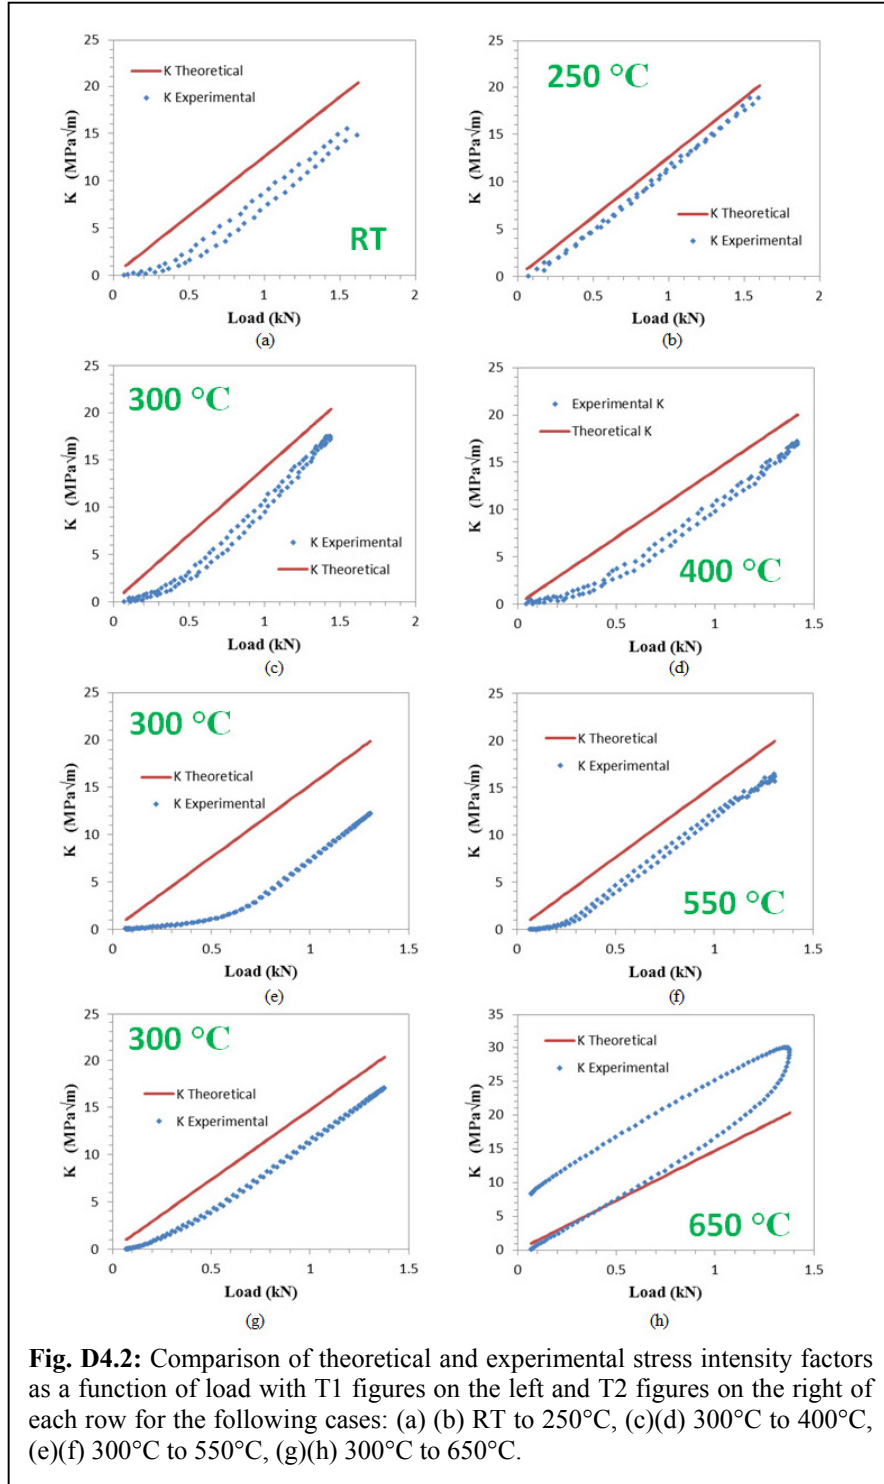 25
20
15
10
5
0
K (MPa√m)
K Theoretical
K Experimental
RT
0 0.5 1 1.5 2
Load (kN)
(a)
25
20
15
10
5
0
K (MPa√m)
250 °C
K Theoretical
K Experimental
0 0.5 1 1.5 2
Load (kN)
(b)
25
20
15
10
5
0
K (MPa√m)
300 °C
K Experimental
K Theoretical
0 0.5 1 1.5 2
Load (kN)
(c)
25
20
15
10
5
0
K (MPa√m)
Experimental K
Theoretical K
400 °C
0 0.5 1 1.5
Load (kN)
(d)
25
20
15
10
5
0
K (MPa√m)
300 °C
K Theoretical
K Experimental
0 0.5 1 1.5
Load (kN)
(e)
25
20
15
10
5
0
K (MPa√m)
K Theoretical
K Experimental
550 °C
0 0.5 1 1.5
Load (kN)
(f)
25
20
15
10
5
0
K (MPa√m)
300 °C
K Theoretical
K Experimental
0 0.5 1 1.5
Load (kN)
(g)
35
30
25
20
15
10
5
0
K (MPa√m)
K Theoretical
K Experimental
650 °C
0 0.5 1 1.5
Load (kN)
(h)
Fig. D4.2: Comparison of theoretical and experimental stress intensity factors
as a function of load with T1 figures on the left and T2 figures on the right of
each row for the following cases: (a) (b) RT to 250°C, (c)(d) 300°C to 400°C,
(e)(f) 300°C to 550°C, (g)(h) 300°C to 650°C.